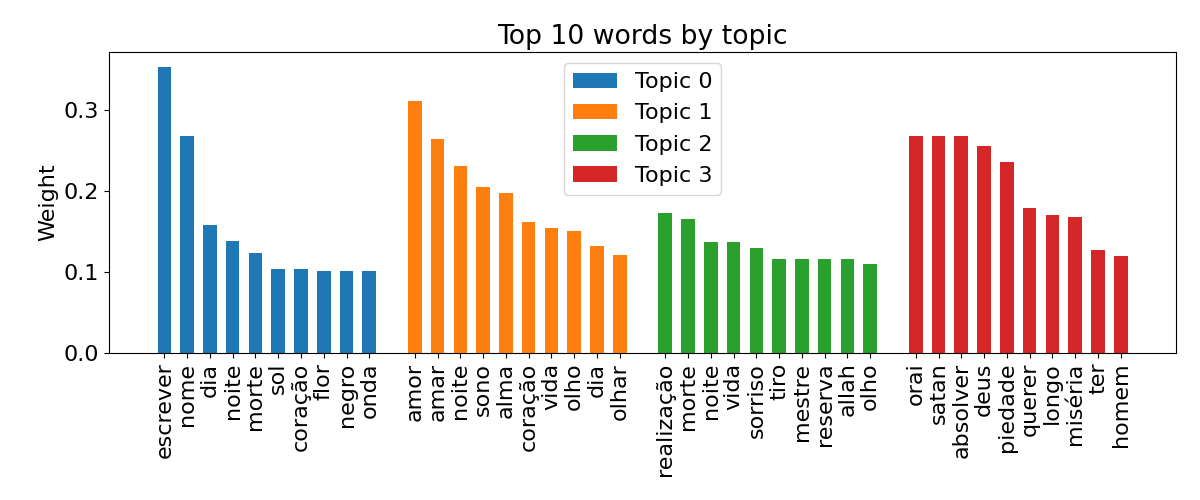 Top 10 words by topic
Topic 0
Topic 1
Topic 2
Topic 3
Weight
0.3
0.2
0.1
0.0
escrever
nome
dia
noite
morte
sol
coração
flor
negro
onda
amor
amar
noite
sono
alma
coração
vida
olho
dia
olhar
realização
morte
noite
vida
sorriso
tiro
mestre
reserva
allah
olho
orai
satan
absolver
deus
piedade
querer
longo
miséria
ter
homem